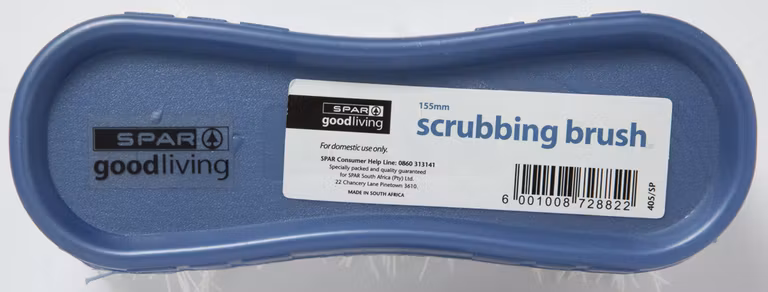 SPAR
goodliving
SPAR
goodliving
155mm
scrubbing brush
For domestic use only.
SPAR Consumer Help Line: 0860 313141
Specially packed and quality guaranteed
for SPAR South Africa (Pty) Ltd.
22 Chancery Lane Pinetown 3610.
MADE IN SOUTH AFRICA
6 001008 728822
405/SP